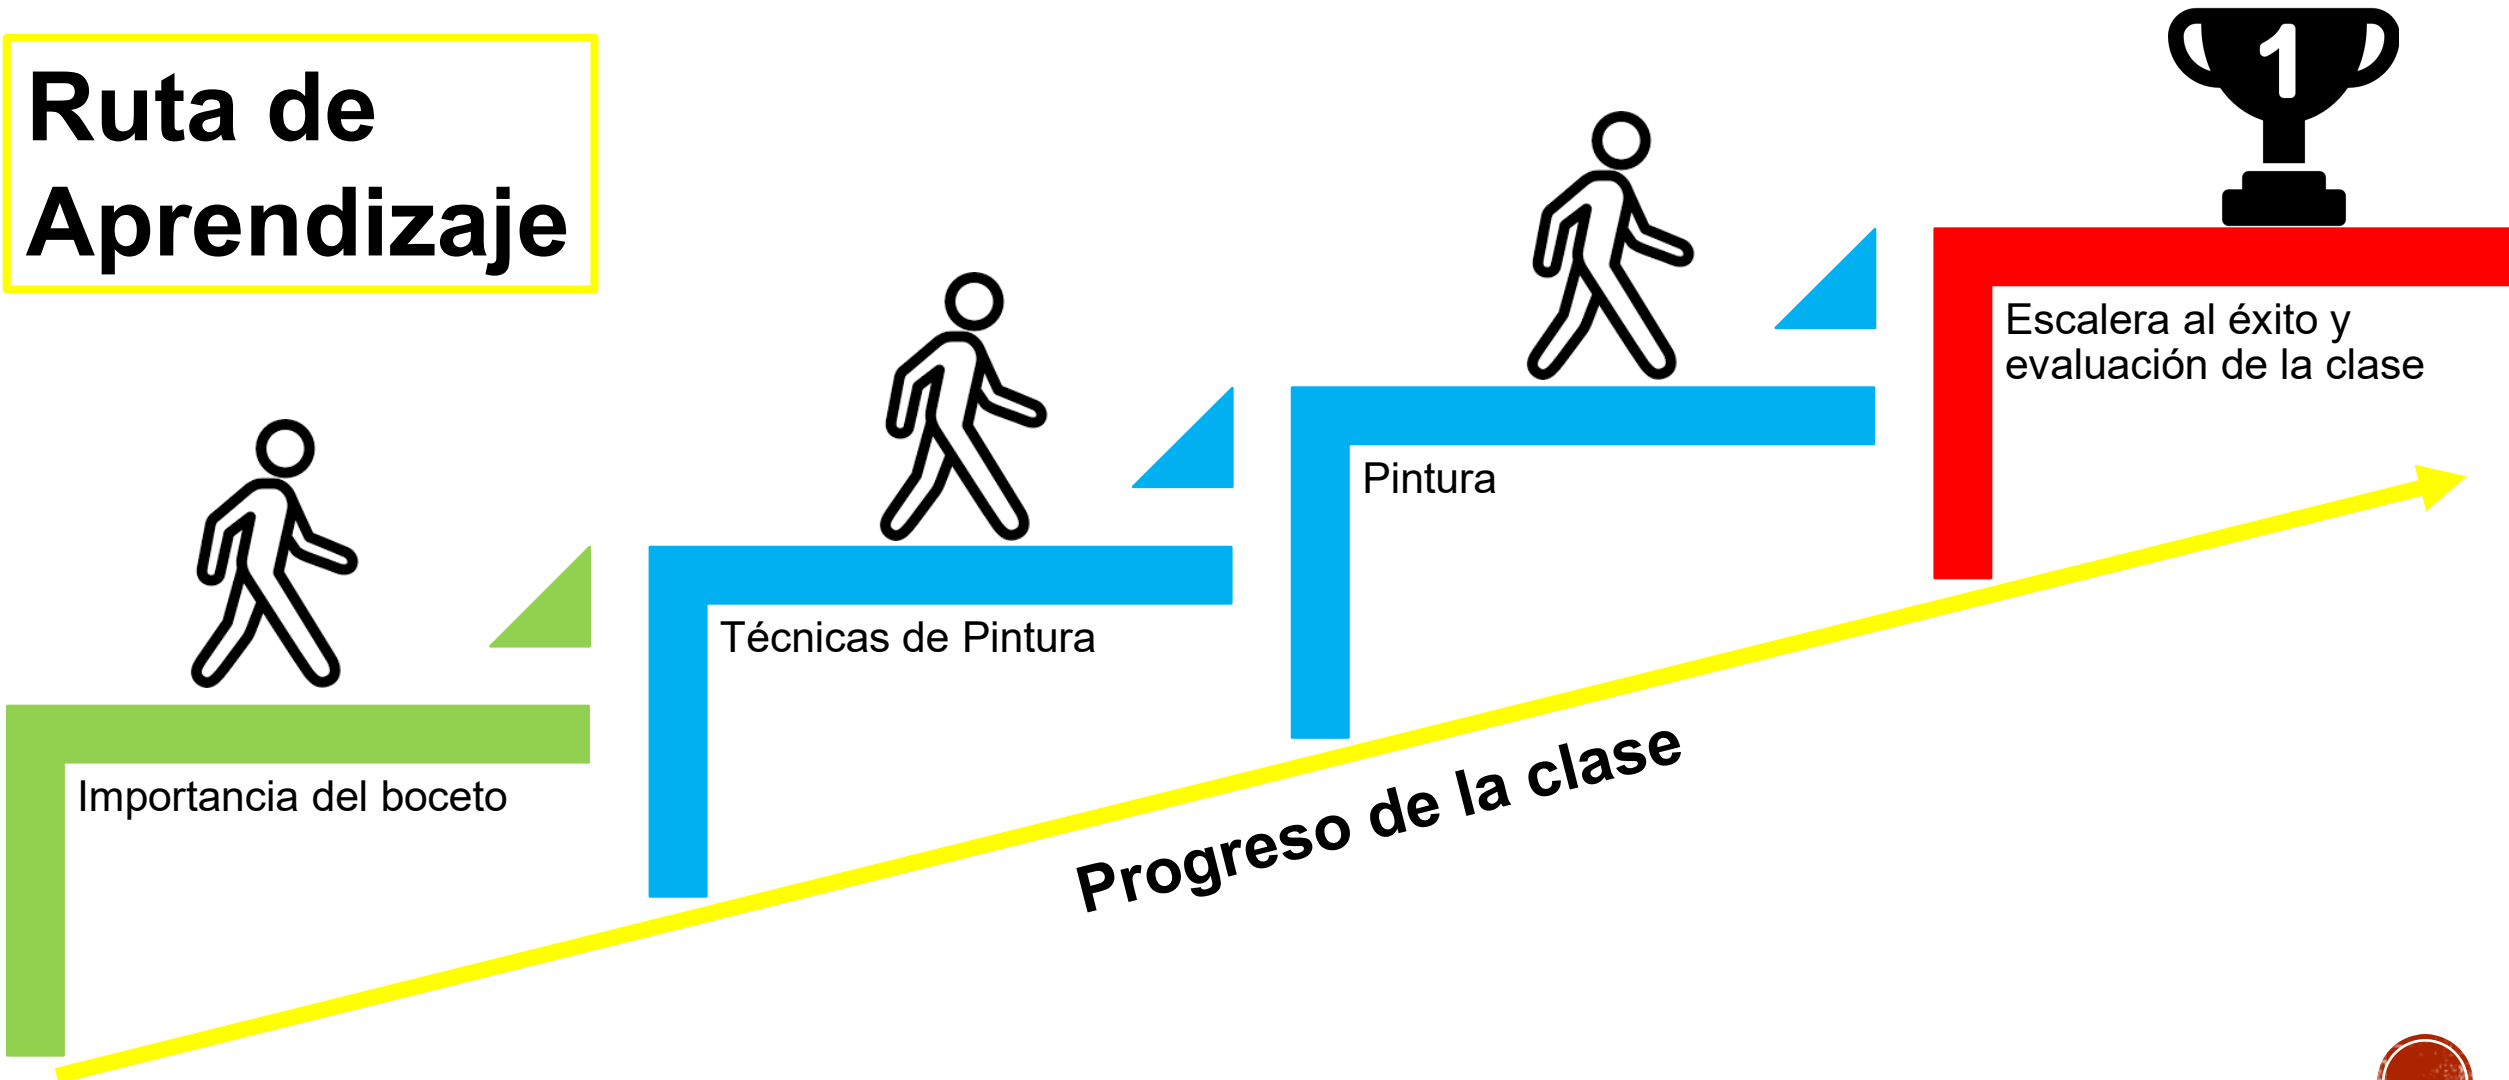 Ruta de
Aprendizaje
1
Escalera al éxito y
evaluación de la clase
Pintura
Técnicas de Pintura
Importancia del boceto
Progreso de la clase